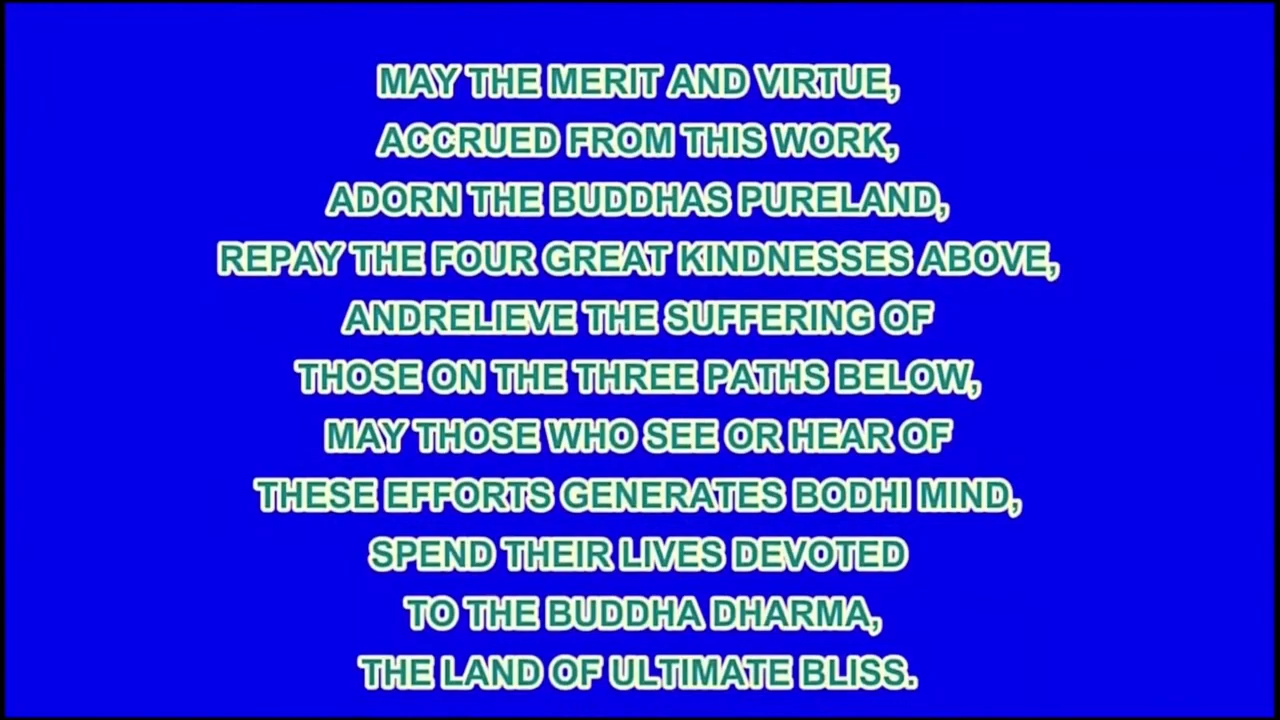 MAY THE MERIT AND VIRTUE,
ACCRUED FROM THIS WORK,
ADORN THE BUDDHAS PURELAND,
REPAY THE FOUR GREAT KINDNESSES ABOVE,
ANDRELIEVE THE SUFFERING OF
THOSE ON THE THREE PATHS BELOW,
MAY THOSE WHO SEE OR HEAR OF
THESE EFFORTS GENERATES BODHI MIND,
SPEND THEIR LIVES DEVOTED
TO THE BUDDHA DHARMA,
THE LAND OF ULTIMATE BLISS.